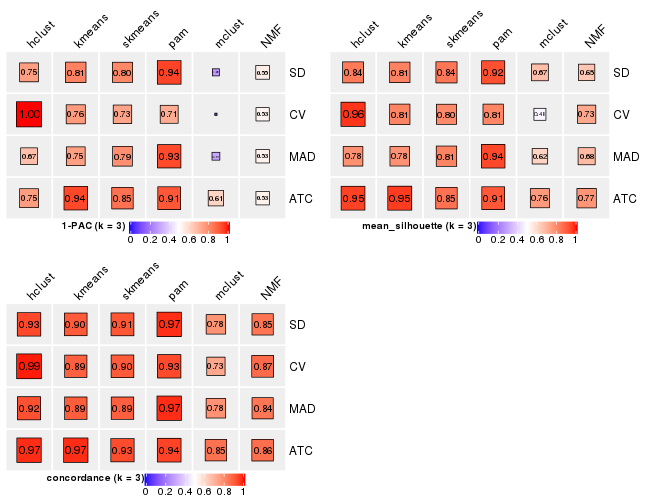 hclust kmeans skmeans pam mclust NMF
0.75 0.81 0.80 0.94 0.55 SD
1.00 0.76 0.73 0.71 0.53 CV
0.67 0.75 0.79 0.93 0.53 MAD
0.75 0.94 0.85 0.91 0.61 0.53 ATC
1-PAC (k = 3)
0 0.2 0.4 0.6 0.8 1
hclust kmeans skmeans pam mclust NMF
0.84 0.81 0.84 0.92 0.67 0.65 SD
0.96 0.81 0.80 0.81 0.73 CV
0.78 0.78 0.81 0.94 0.62 0.68 MAD
0.95 0.95 0.85 0.91 0.76 0.77 ATC
mean_silhouette (k = 3)
0 0.2 0.4 0.6 0.8 1
hclust kmeans skmeans pam mclust NMF
0.93 0.90 0.91 0.97 0.78 0.85 SD
0.99 0.89 0.90 0.93 0.73 0.87 CV
0.92 0.88 0.89 0.97 0.78 0.84 MAD
0.97 0.97 0.93 0.94 0.85 0.86 ATC
concordance (k = 3)
0 0.2 0.4 0.6 0.8 1